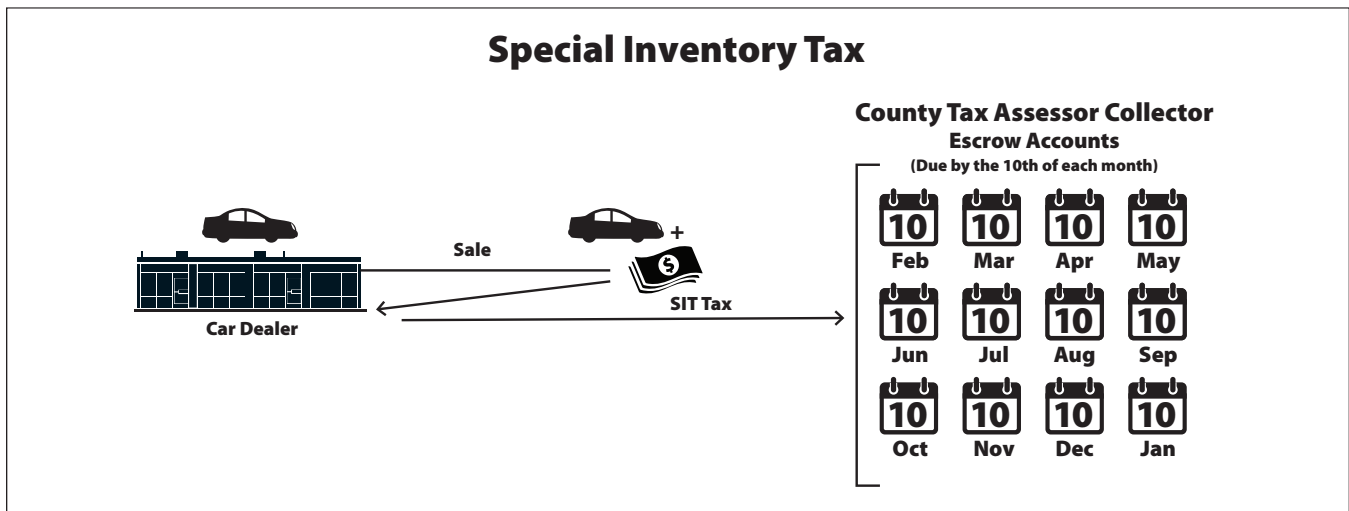 Special Inventory Tax
County Tax Assessor Collector
Escrow Accounts
(Due by the 10th of each month)
Sale
+
$
SIT Tax
Car Dealer
10 10 10 10
Feb Mar Apr May
10 10 10 10
Jun Jul Aug Sep
10 10 10 10
Oct Nov Dec Jan